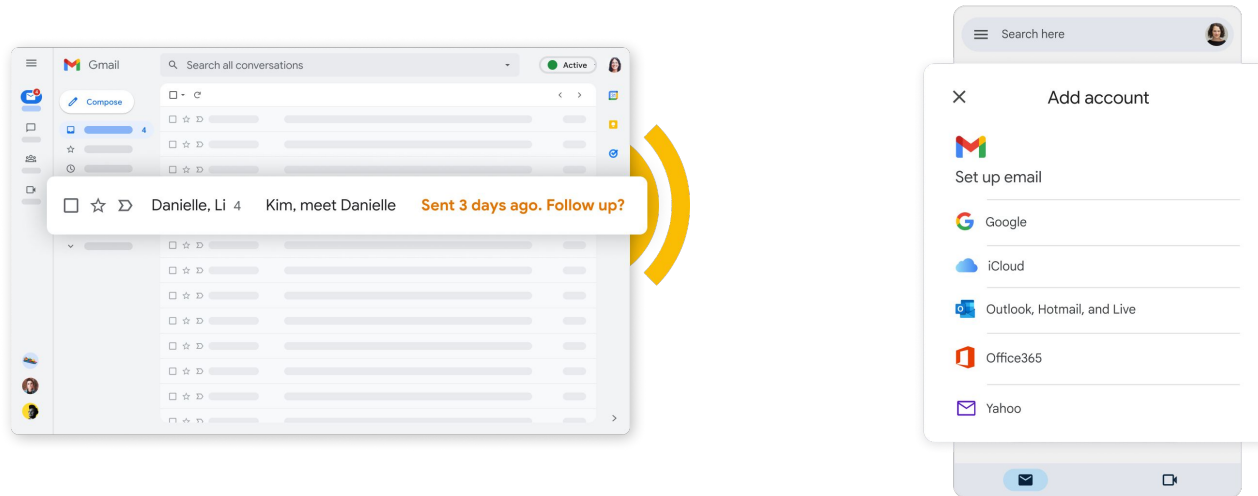 Gmail
Search all conversations
Active
Compose
4
Danielle, Li 4 Kim, meet Danielle Sent 3 days ago. Follow up?
Search here
Add account
Set up email
Google
iCloud
Outlook, Hotmail, and Live
Office365
Yahoo